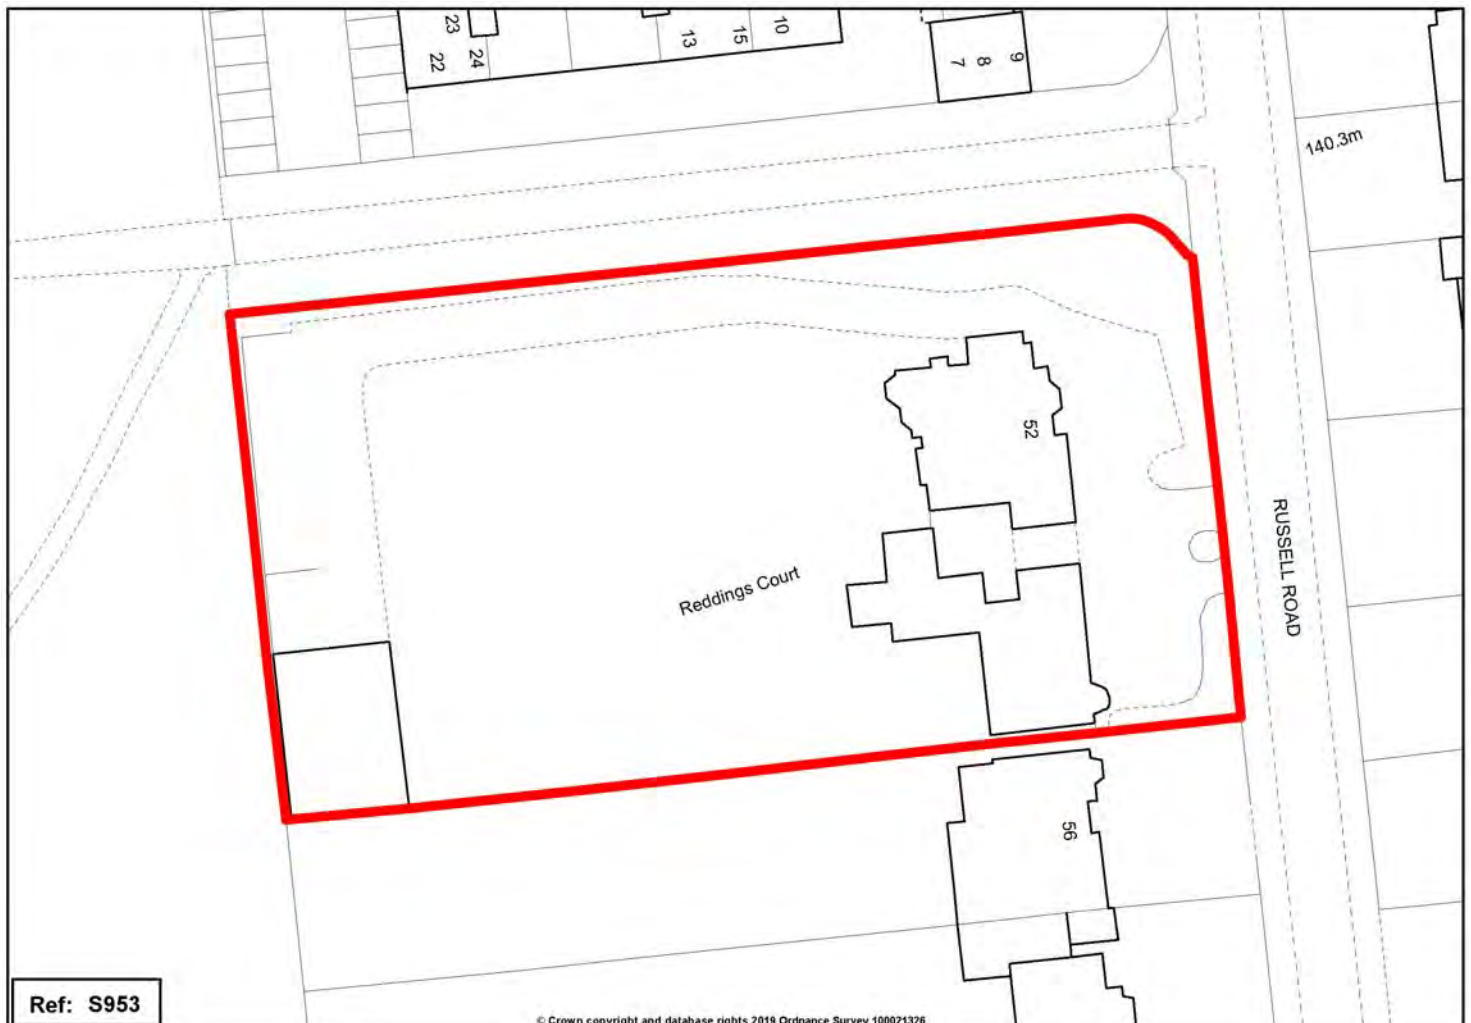 23
24
22
13
15
10
7
8
9
140.3m
52
Reddings Court
RUSSELL ROAD
56
Ref: S953
© Crown copyright and database rights 2019 Ordnance Survey 100021326